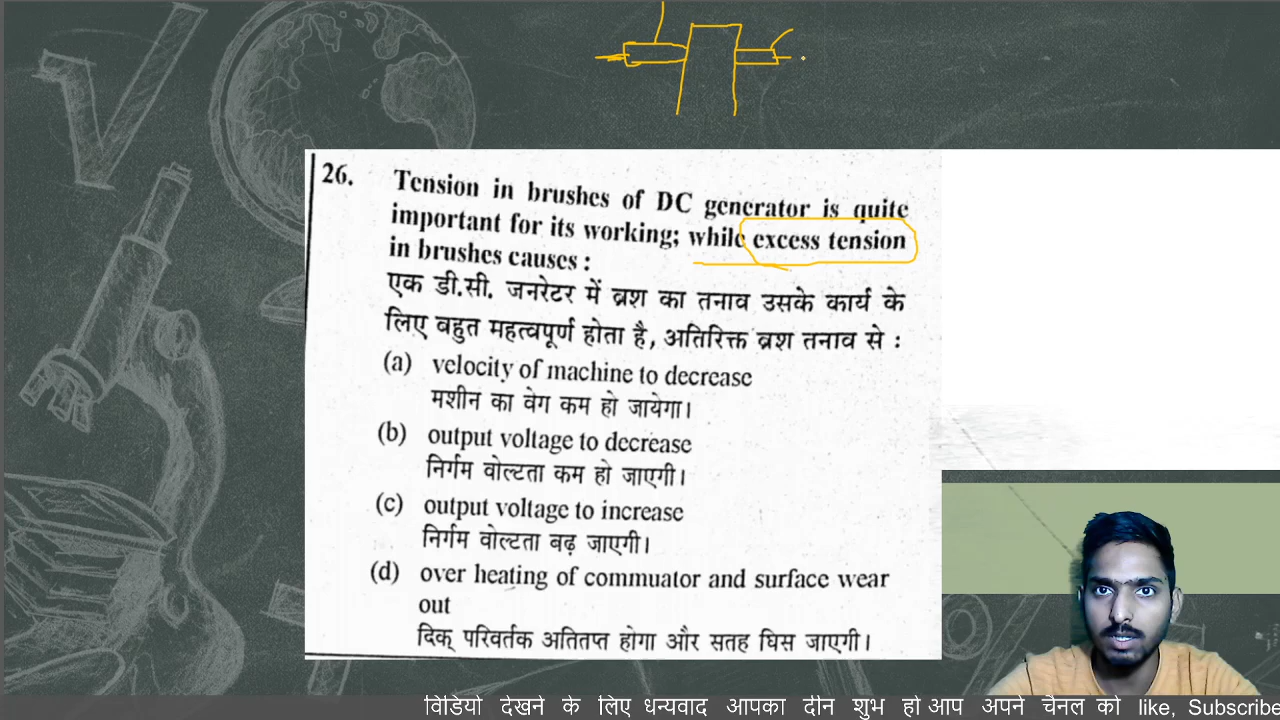 26. Tension in brushes of DC generator is quite
important for its working; while excess tension
in brushes causes :
एक डी.सी. जनरेटर में ब्रश का तनाव उसके कार्य के
लिए बहुत महत्वपूर्ण होता है, अतिरिक्त ब्रश तनाव से :
(a) velocity of machine to decrease
मशीन का वेग कम हो जायेगा।
(b) output voltage to decrease
निर्गम वोल्टता कम हो जाएगी।
(c) output voltage to increase
निर्गम वोल्टता बढ़ जाएगी।
(d) over heating of commuator and surface wear
out
दिक् परिवर्तक अतितप्त होगा और सतह घिस जाएगी।
विडियो देखने के लिए धन्यवाद आपका दीन शुभ हो आप अपने चैनल को like, Subscribe